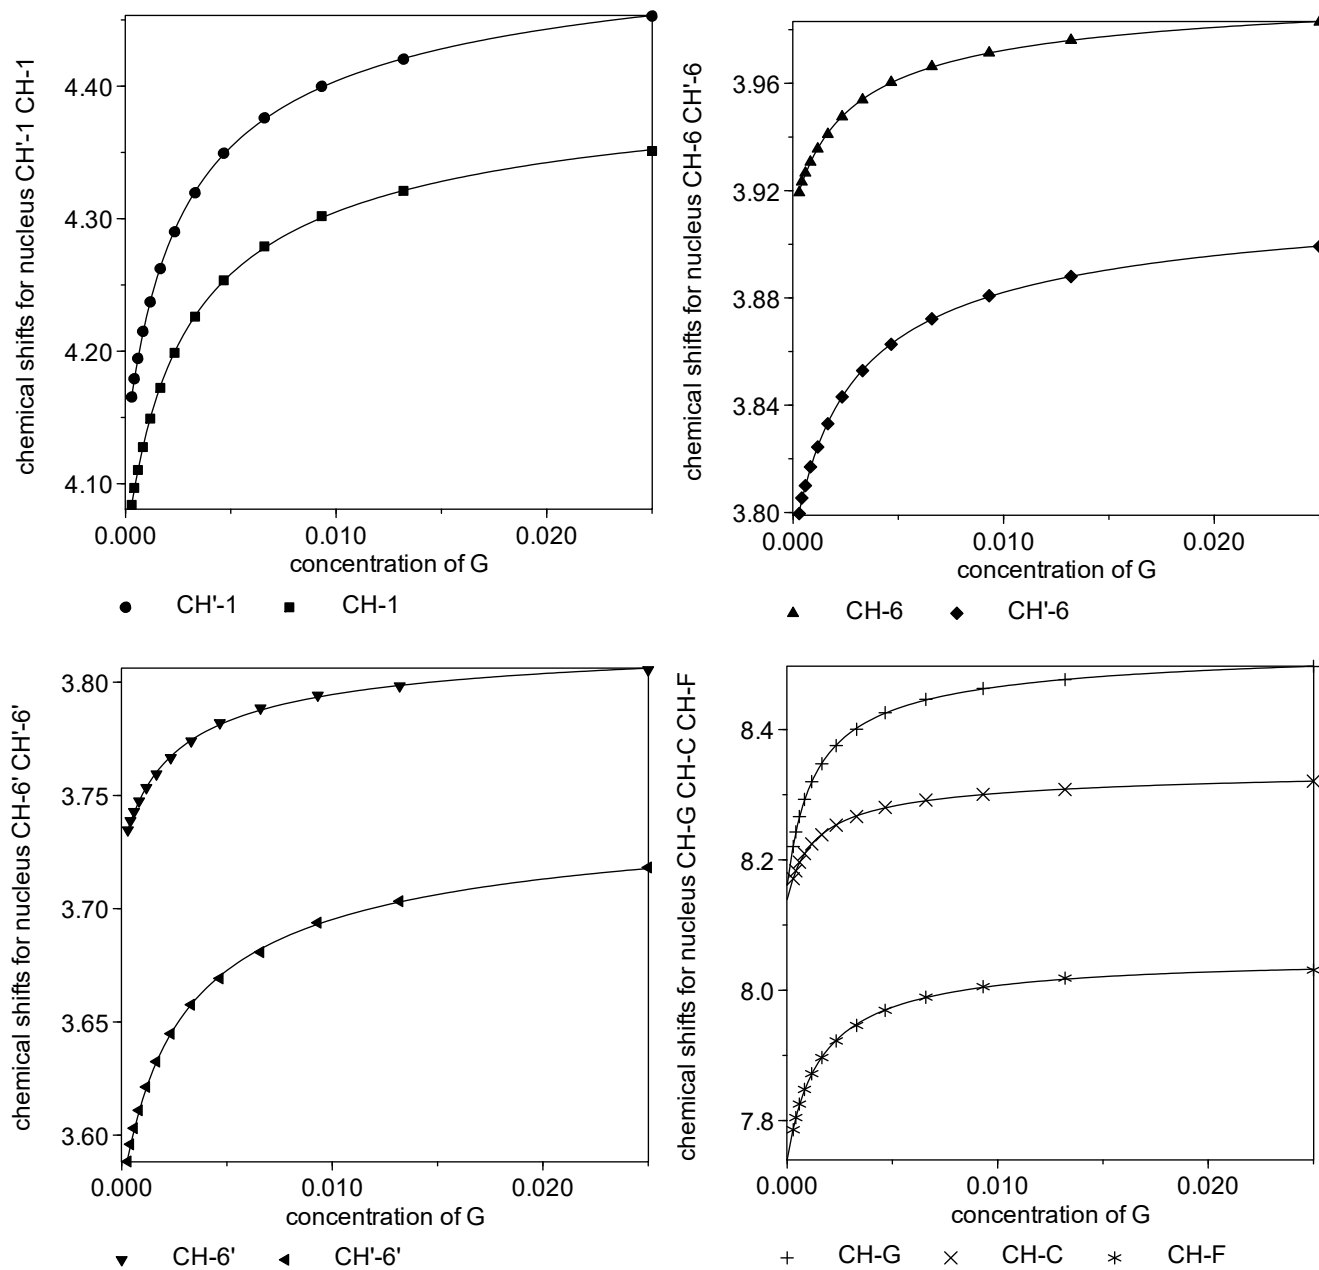 chemical shifts for nucleus CH'-1 CH-1
4.40
4.30
4.20
4.10
0.000 0.010 0.020
concentration of G
CH'-1 CH-1
chemical shifts for nucleus CH-6 CH'-6
3.96
3.92
3.88
3.84
3.80
0.000 0.010 0.020
concentration of G
CH-6 CH'-6
chemical shifts for nucleus CH-6' CH'-6'
3.80
3.75
3.70
3.65
3.60
0.000 0.010 0.020
concentration of G
CH-6' CH'-6'
chemical shifts for nucleus CH-G CH-C CH-F
8.4
8.2
8.0
7.8
0.000 0.010 0.020
concentration of G
CH-G CH-C CH-F